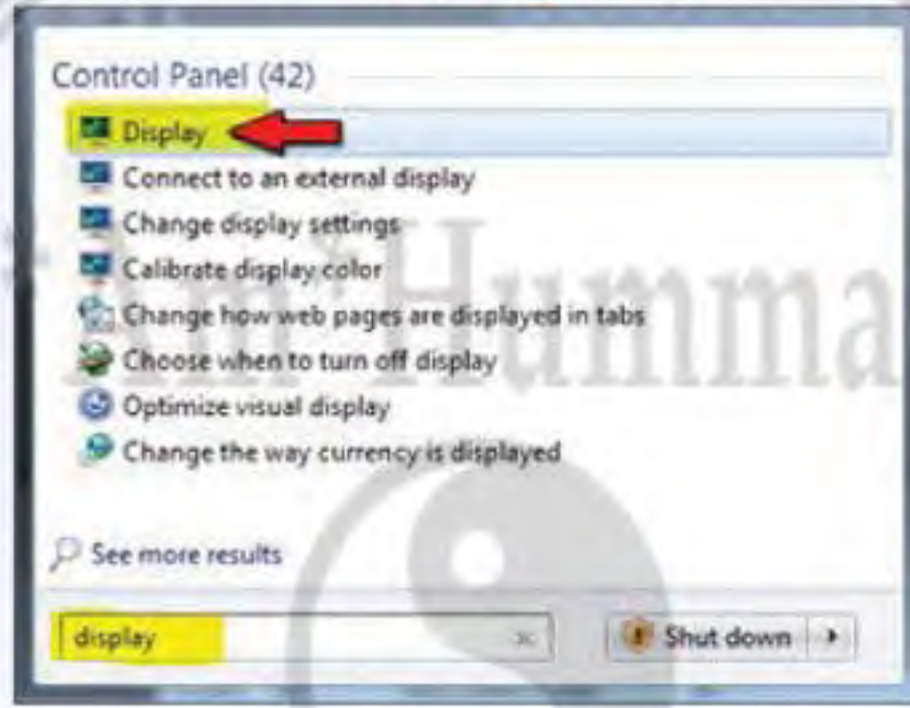 Control Panel (42)
Display
Connect to an external display
Change display settings
Calibrate display color
Change how web pages are displayed in tabs
Choose when to turn off display
Optimize visual display
Change the way currency is displayed
See more results
display
Shut down